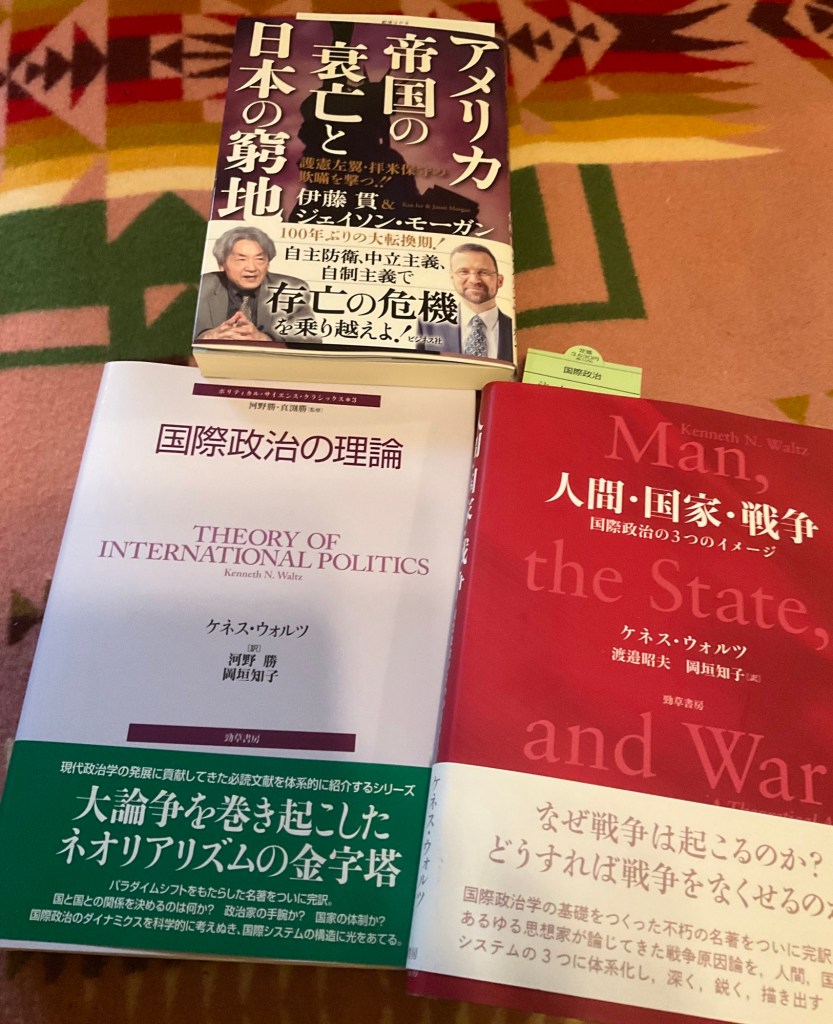 アメリカ
帝国の
衰亡と
日本の窮地
護憲左翼・拝米保守の
欺瞞を撃つ!!
伊藤 貫 &
ジェイソン・モーガン
100年ぶりの大転換期!
自主防衛、中立主義、
自制主義で
存亡の危機
を乗り越えよ!
ビジネス社
定価
国際政治
ポリティカル・サイエンス・クラシックス 3
河野勝・真渕勝[監修]
国際政治の理論
THEORY OF
INTERNATIONAL POLITICS
Kenneth N. Waltz
ケネス・ウォルツ
[訳]
河野 勝
岡垣知子
勁草書房
現代政治学の発展に貢献してきた必読文献を体系的に紹介するシリーズ
大論争を巻き起こした
ネオリアリズムの金字塔
パラダイムシフトをもたらした名著をついに完訳。
国と国との関係を決めるのは何か? 政治家の手腕か? 国家の体制か?
国際政治のダイナミクスを科学的に考えぬき、国際システムの構造に光をあてる。
Kenneth N. Waltz
Man,
人間・国家・戦争
国際政治の3つのイメージ
the State,
ケネス・ウォルツ
渡邉昭夫 岡垣知子[訳]
勁草書房
and War
A Theoretical
ケネス・ウォルツ
なぜ戦争は起こるのか?
どうすれば戦争をなくせるの
国際政治学の基礎をつくった不朽の名著をついに完訳
あるゆる思想家が論じてきた戦争原因論を、人間、国
システムの3つに体系化し、深く、鋭く、描き出す